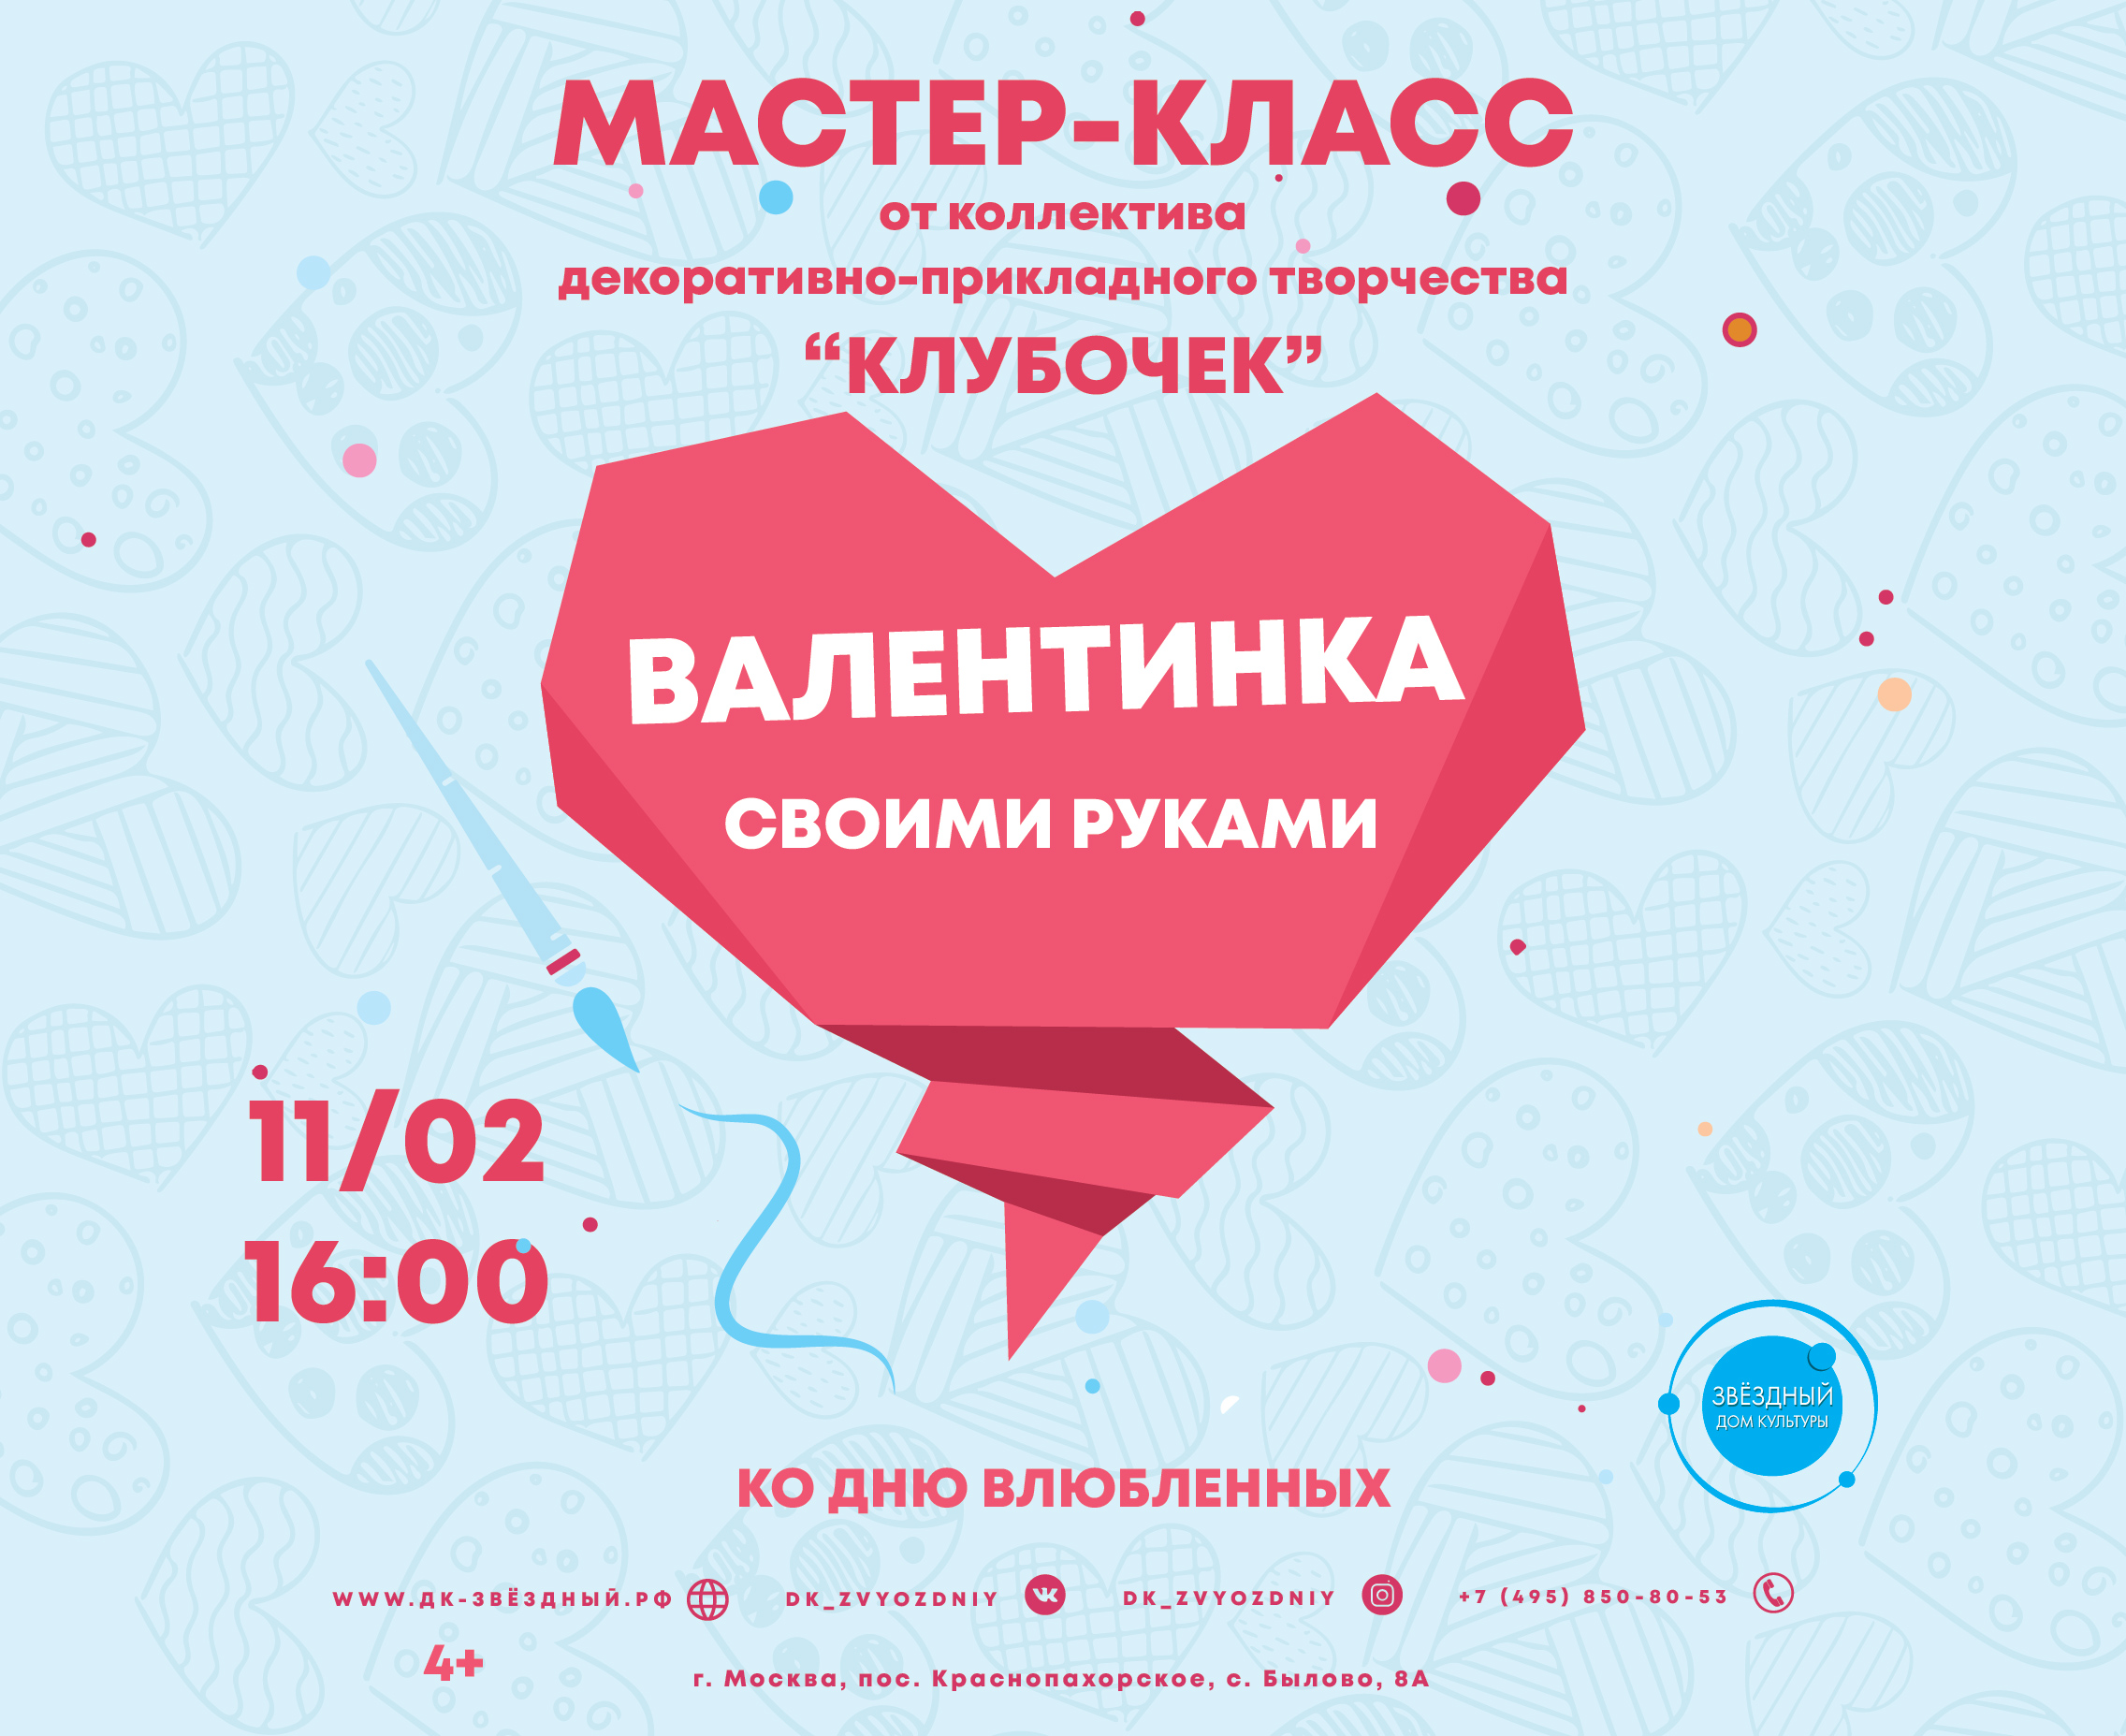 МАСТЕР-КЛАСС
от коллектива
декоративно-прикладного творчества
“КЛУБОЧЕК”
ВАЛЕНТИНКА
СВОИМИ РУКАМИ
11/02
16:00
ЗВЁЗДНЫЙ
ДОМ КУЛЬТУРЫ
КО ДНЮ ВЛЮБЛЕННЫХ
WWW.ДК-ЗВЁЗДНЫЙ.РФ DK_ZVYOZDNIY DK_ZVYOZDNIY +7 (495) 850-80-53
4+
г. Москва, пос. Краснопахорское, с. Былово, 8А